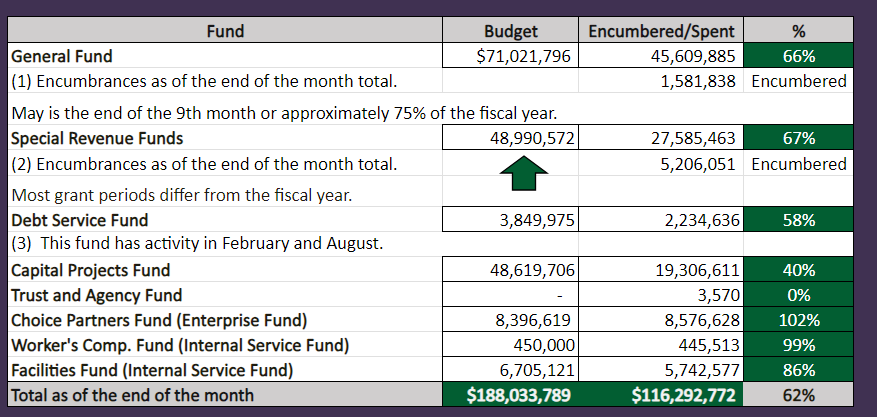 Fund Budget Encumbered/Spent %
General Fund $71,021,796 45,609,885 66%
(1) Encumbrances as of the end of the month total. 1,581,838 Encumbered
May is the end of the 9th month or approximately 75% of the fiscal year.
Special Revenue Funds 48,990,572 27,585,463 67%
(2) Encumbrances as of the end of the month total. 5,206,051 Encumbered
Most grant periods differ from the fiscal year.
Debt Service Fund 3,849,975 2,234,636 58%
(3) This fund has activity in February and August.
Capital Projects Fund 48,619,706 19,306,611 40%
Trust and Agency Fund - 3,570 0%
Choice Partners Fund (Enterprise Fund) 8,396,619 8,576,628 102%
Worker's Comp. Fund (Internal Service Fund) 450,000 445,513 99%
Facilities Fund (Internal Service Fund) 6,705,121 5,742,577 86%
Total as of the end of the month $188,033,789 $116,292,772 62%